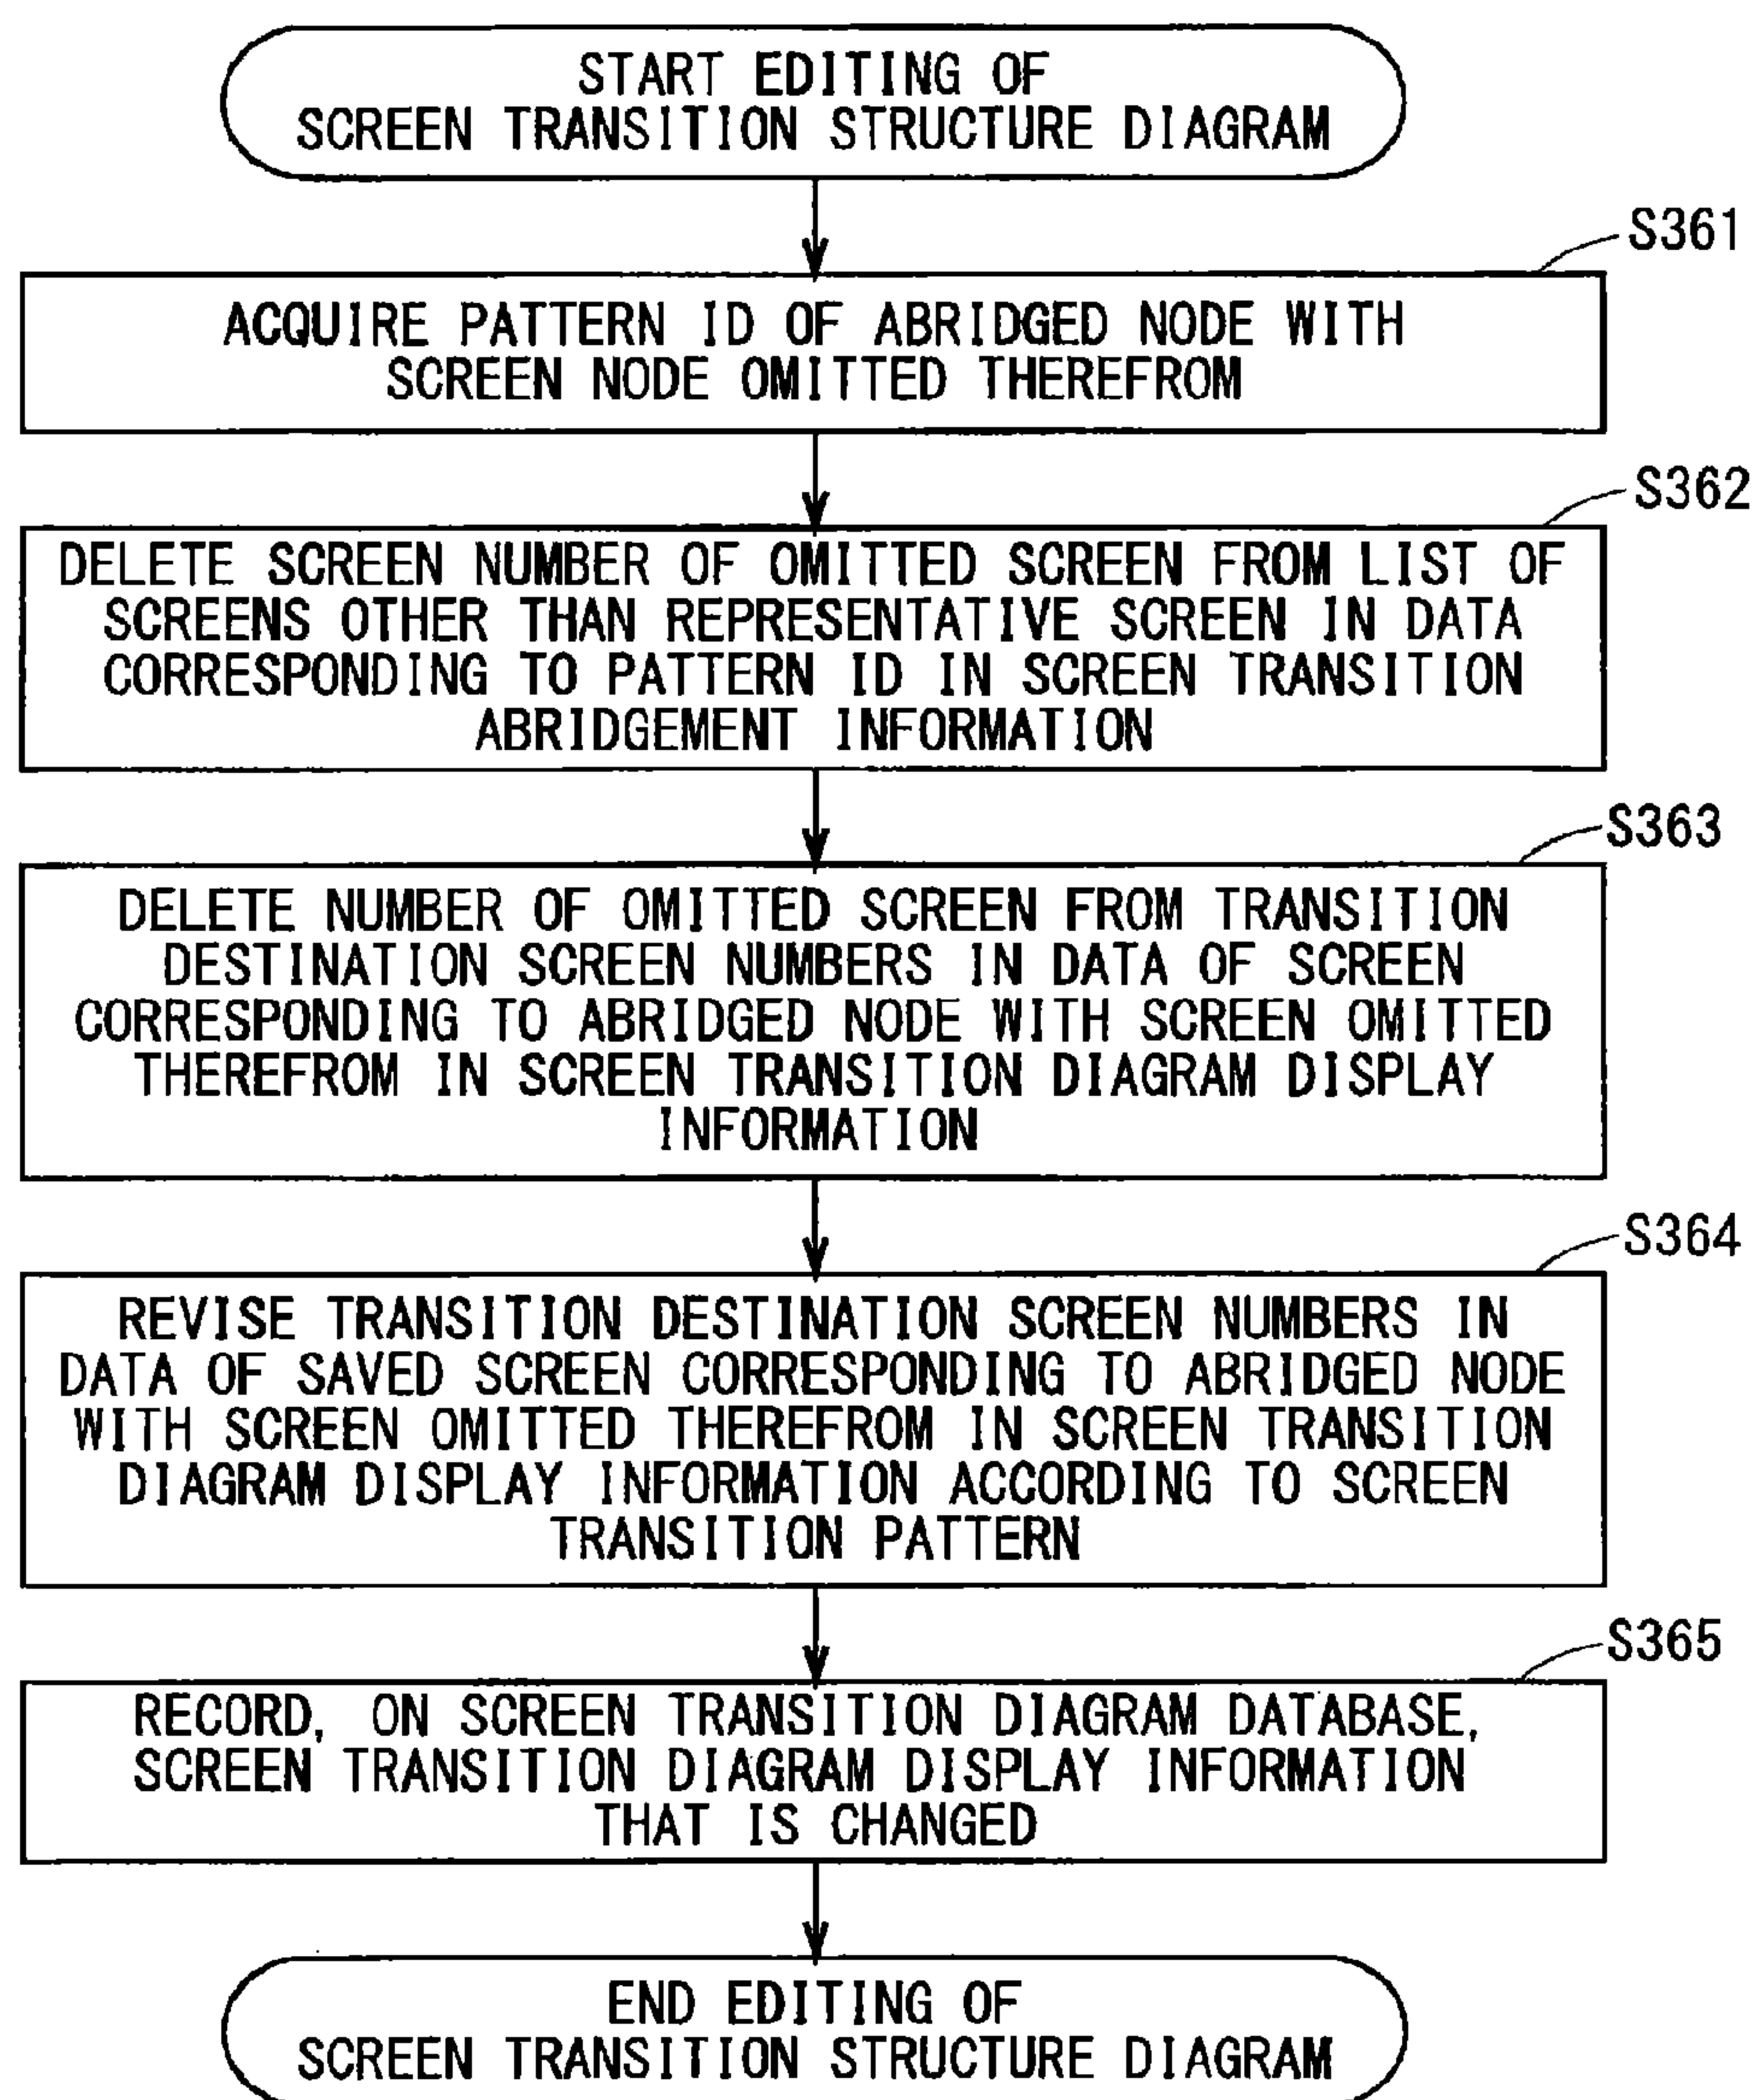 START EDITING OF
SCREEN TRANSITION STRUCTURE DIAGRAM
S361
ACQUIRE PATTERN ID OF ABRIDGED NODE WITH
SCREEN NODE OMITTED THEREFROM
S362
DELETE SCREEN NUMBER OF OMITTED SCREEN FROM LIST OF
SCREENS OTHER THAN REPRESENTATIVE SCREEN IN DATA
CORRESPONDING TO PATTERN ID IN SCREEN TRANSITION
ABRIDGEMENT INFORMATION
S363
DELETE NUMBER OF OMITTED SCREEN FROM TRANSITION
DESTINATION SCREEN NUMBERS IN DATA OF SCREEN
CORRESPONDING TO ABRIDGED NODE WITH SCREEN OMITTED
THEREFROM IN SCREEN TRANSITION DIAGRAM DISPLAY
INFORMATION
S364
REVISE TRANSITION DESTINATION SCREEN NUMBERS IN
DATA OF SAVED SCREEN CORRESPONDING TO ABRIDGED NODE
WITH SCREEN OMITTED THEREFROM IN SCREEN TRANSITION
DIAGRAM DISPLAY INFORMATION ACCORDING TO SCREEN
TRANSITION PATTERN
S365
RECORD, ON SCREEN TRANSITION DIAGRAM DATABASE,
SCREEN TRANSITION DIAGRAM DISPLAY INFORMATION
THAT IS CHANGED
END EDITING OF
SCREEN TRANSITION STRUCTURE DIAGRAM